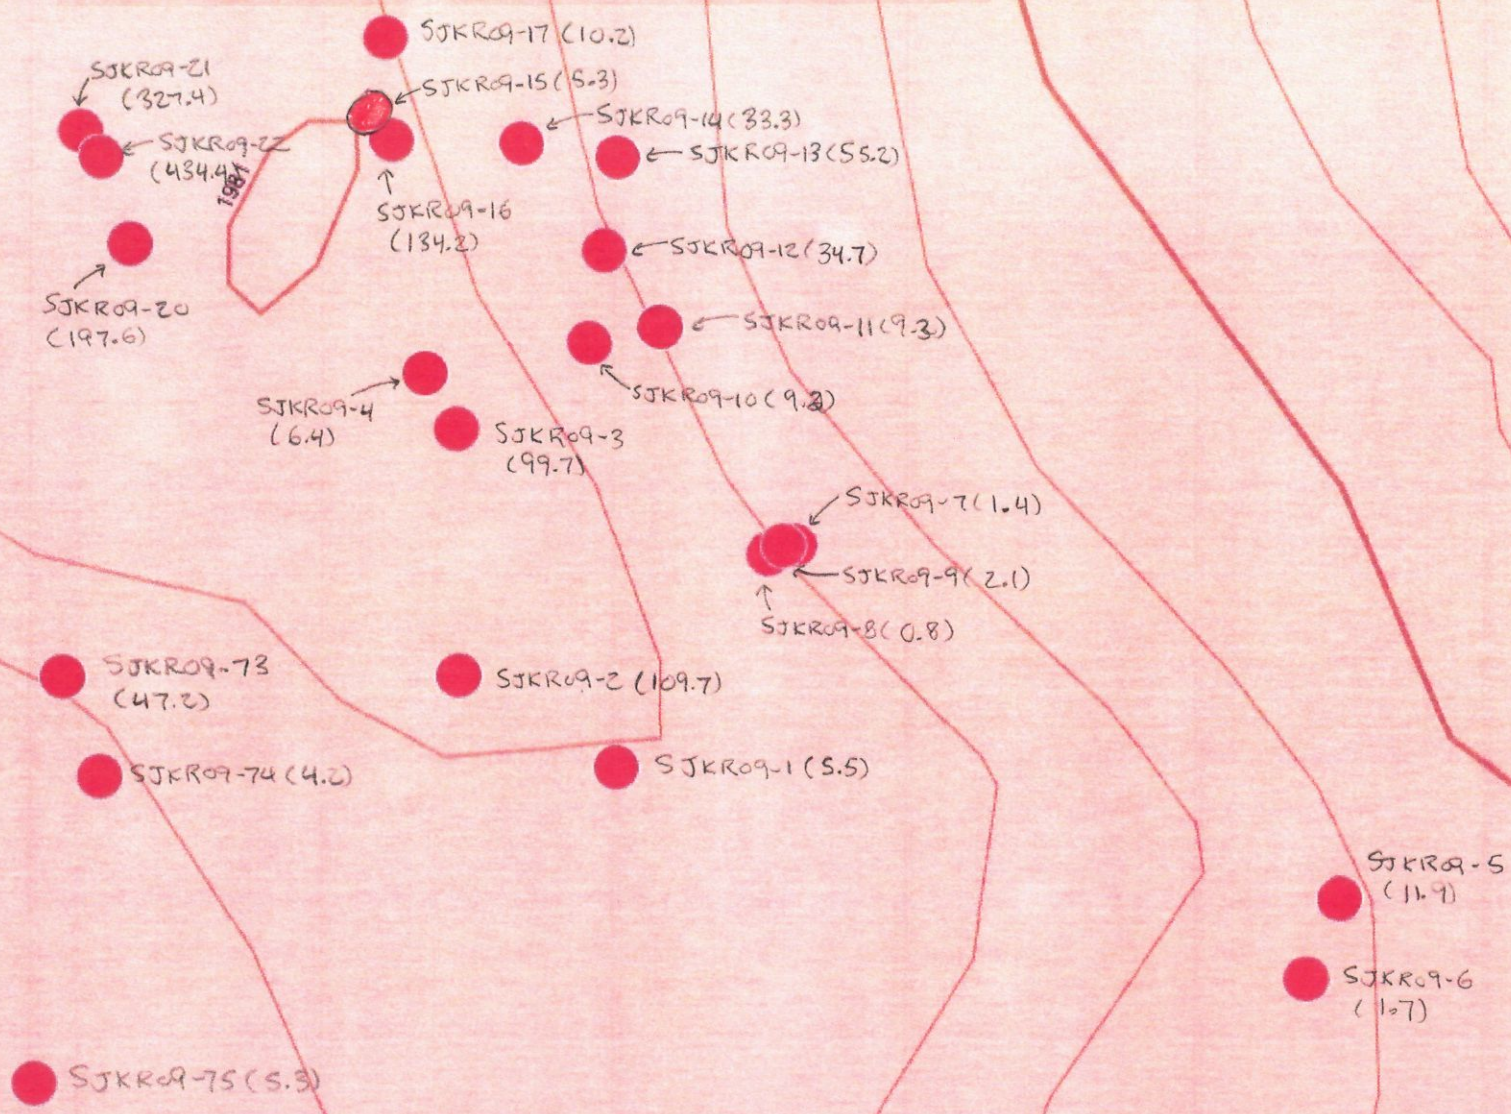 SJKR09-17 (10.2)
SJKR09-21
(327.4)
SJKR09-15 (5.3)
SJKR09-14 (33.3)
SJKR09-22
(434.4)
SJKR09-13 (55.2)
1981
SJKR09-16
(134.2)
SJKR09-12 (34.7)
SJKR09-20
(197.6)
SJKR09-11 (9.3)
SJKR09-10 (9.2)
SJKR09-4
(6.4)
SJKR09-3
(99.7)
SJKR09-7 (1.4)
SJKR09-9 (2.1)
SJKR09-8 (0.8)
SJKR09-73
(47.2)
SJKR09-2 (109.7)
SJKR09-74 (4.2)
SJKR09-1 (5.5)
SJKR09-5
(11.9)
SJKR09-6
(1.7)
SJKR09-75 (5.3)